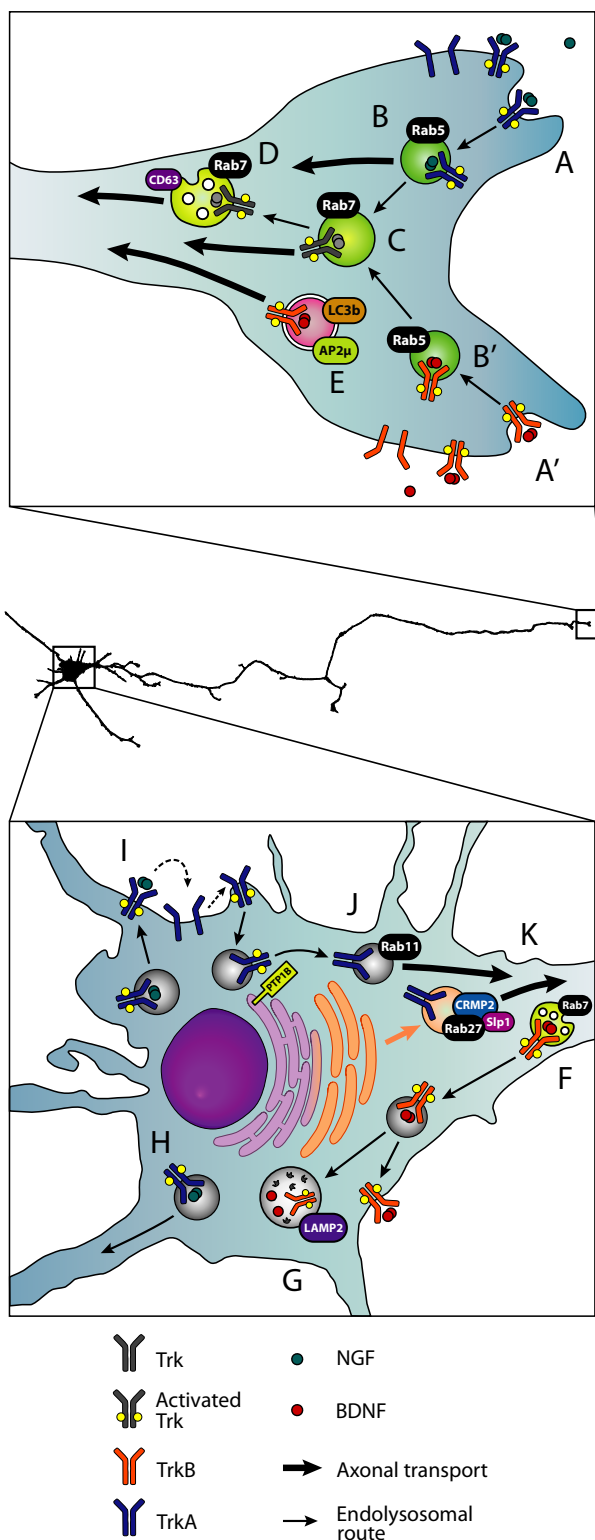 A
B
Rab5
D
Rab7
CD63
Rab7
C
LC3b
AP2μ
E
Rab5
B′
A′
I
J
Rab11
K
PTP1B
CRMP2
Slp1
Rab27
Rab7
F
H
LAMP2
G
Trk
NGF
Activated
Trk
BDNF
TrkB
Axonal transport
TrkA
Endolysosomal
route